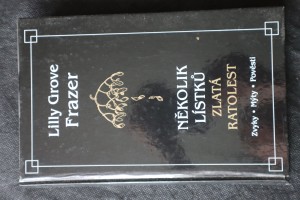 Lilly Grove
Frazer
NĚKOLIK
LÍSTKŮ
ZLATÁ
RATOLEST
Zvyky • Mýty • Pověsti